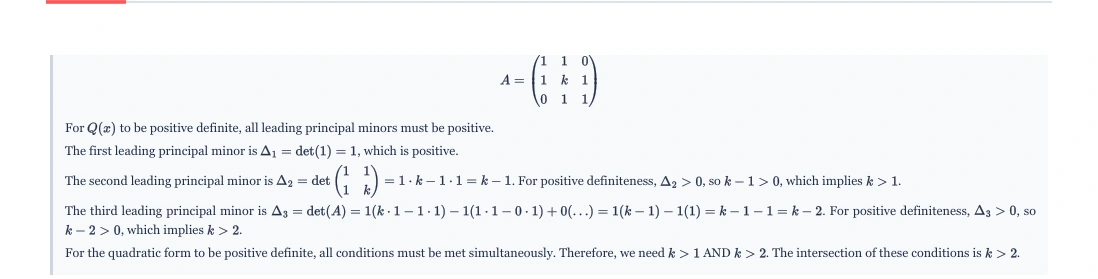 A = (1 1 0
1 k 1
0 1 1)
For Q(x) to be positive definite, all leading principal minors must be positive.
The first leading principal minor is Δ₁ = det(1) = 1, which is positive.
The second leading principal minor is Δ₂ = det (1 1
1 k) = 1 · k − 1 · 1 = k − 1. For positive definiteness, Δ₂ > 0, so k − 1 > 0, which implies k > 1.
The third leading principal minor is Δ₃ = det(A) = 1(k · 1 − 1 · 1) − 1(1 · 1 − 0 · 1) + 0(…) = 1(k − 1) − 1(1) = k − 1 − 1 = k − 2. For positive definiteness, Δ₃ > 0, so
k − 2 > 0, which implies k > 2.
For the quadratic form to be positive definite, all conditions must be met simultaneously. Therefore, we need k > 1 AND k > 2. The intersection of these conditions is k > 2.